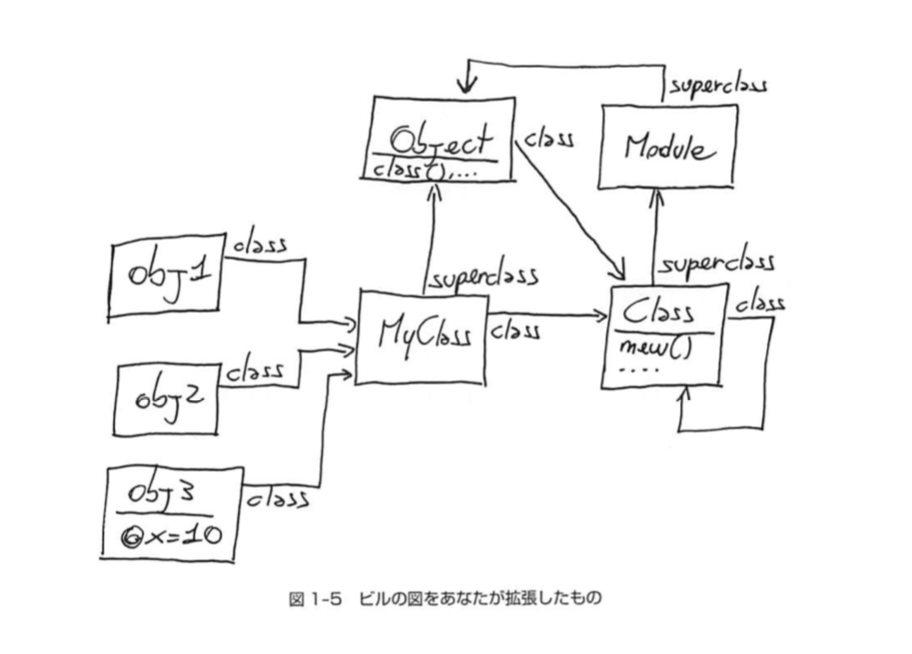 superclass
Object
class(),...
class
Module
obj1
class
superclass
superclass
MyClass
class
Class
new()
....
class
obj2
class
obj3
@x=10
class
図 1-5 ビルの図をあなたが拡張したもの